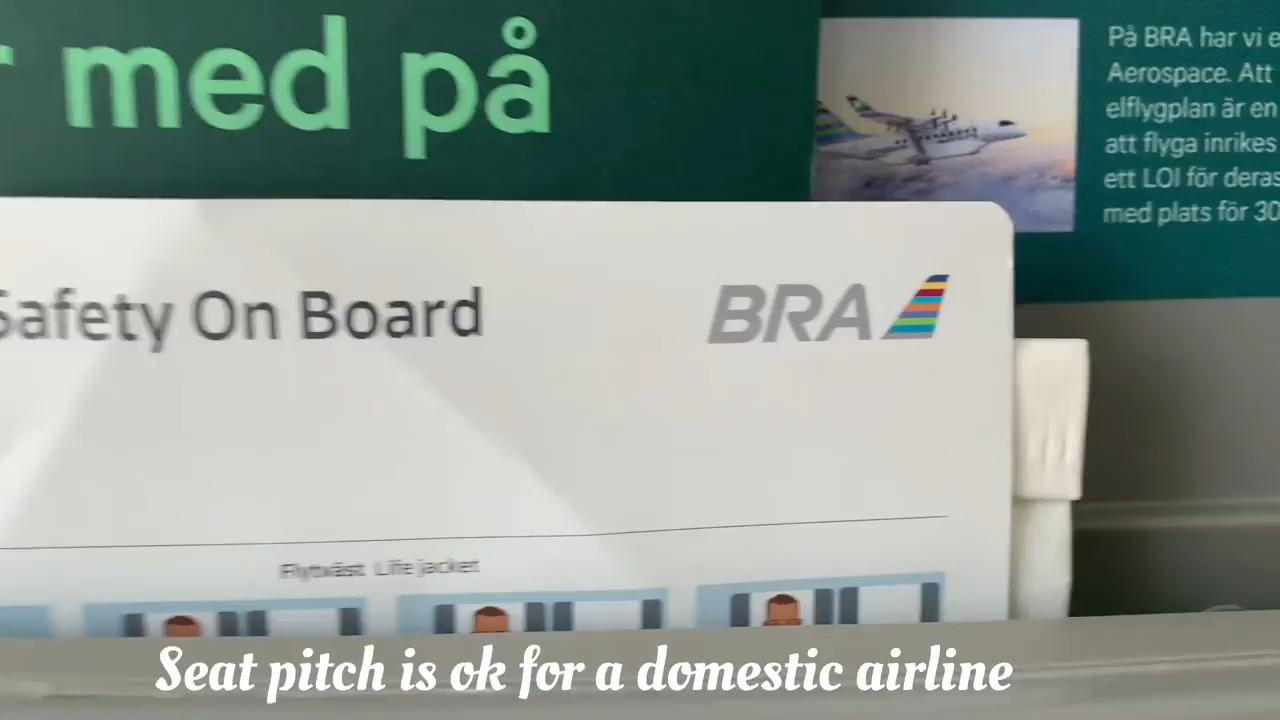 med på
På BRA har vi e
Aerospace. Att
elflygplan är en
att flyga inrikes
ett LOI för deras
med plats för 30
Safety On Board
BRA
Flytväst Life jacket
Seat pitch is ok for a domestic airline